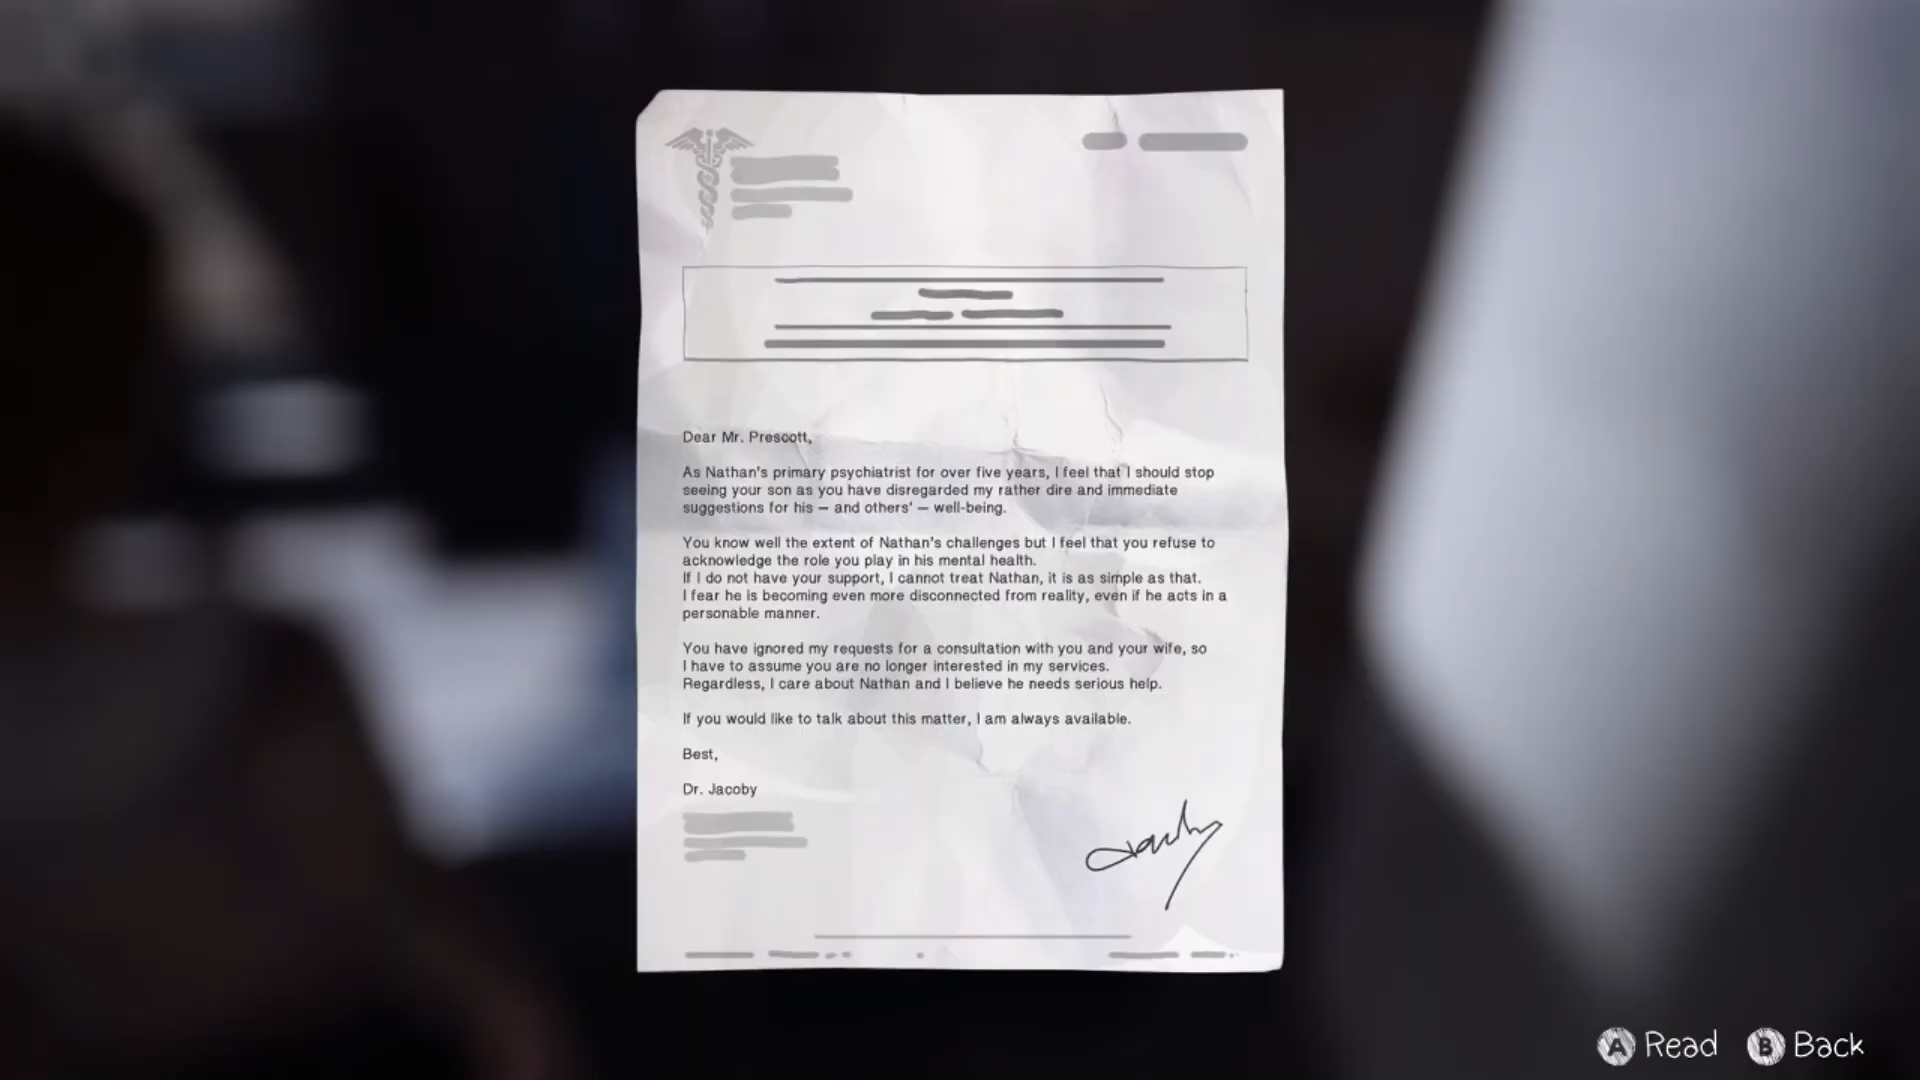 Dear Mr. Prescott,
As Nathan's primary psychiatrist for over five years, I feel that I should stop
seeing your son as you have disregarded my rather dire and immediate
suggestions for his — and others' — well-being.
You know well the extent of Nathan's challenges but I feel that you refuse to
acknowledge the role you play in his mental health.
If I do not have your support, I cannot treat Nathan, it is as simple as that.
I fear he is becoming even more disconnected from reality, even if he acts in a
personable manner.
You have ignored my requests for a consultation with you and your wife, so
I have to assume you are no longer interested in my services.
Regardless, I care about Nathan and I believe he needs serious help.
If you would like to talk about this matter, I am always available.
Best,
Dr. Jacoby
A Read B Back